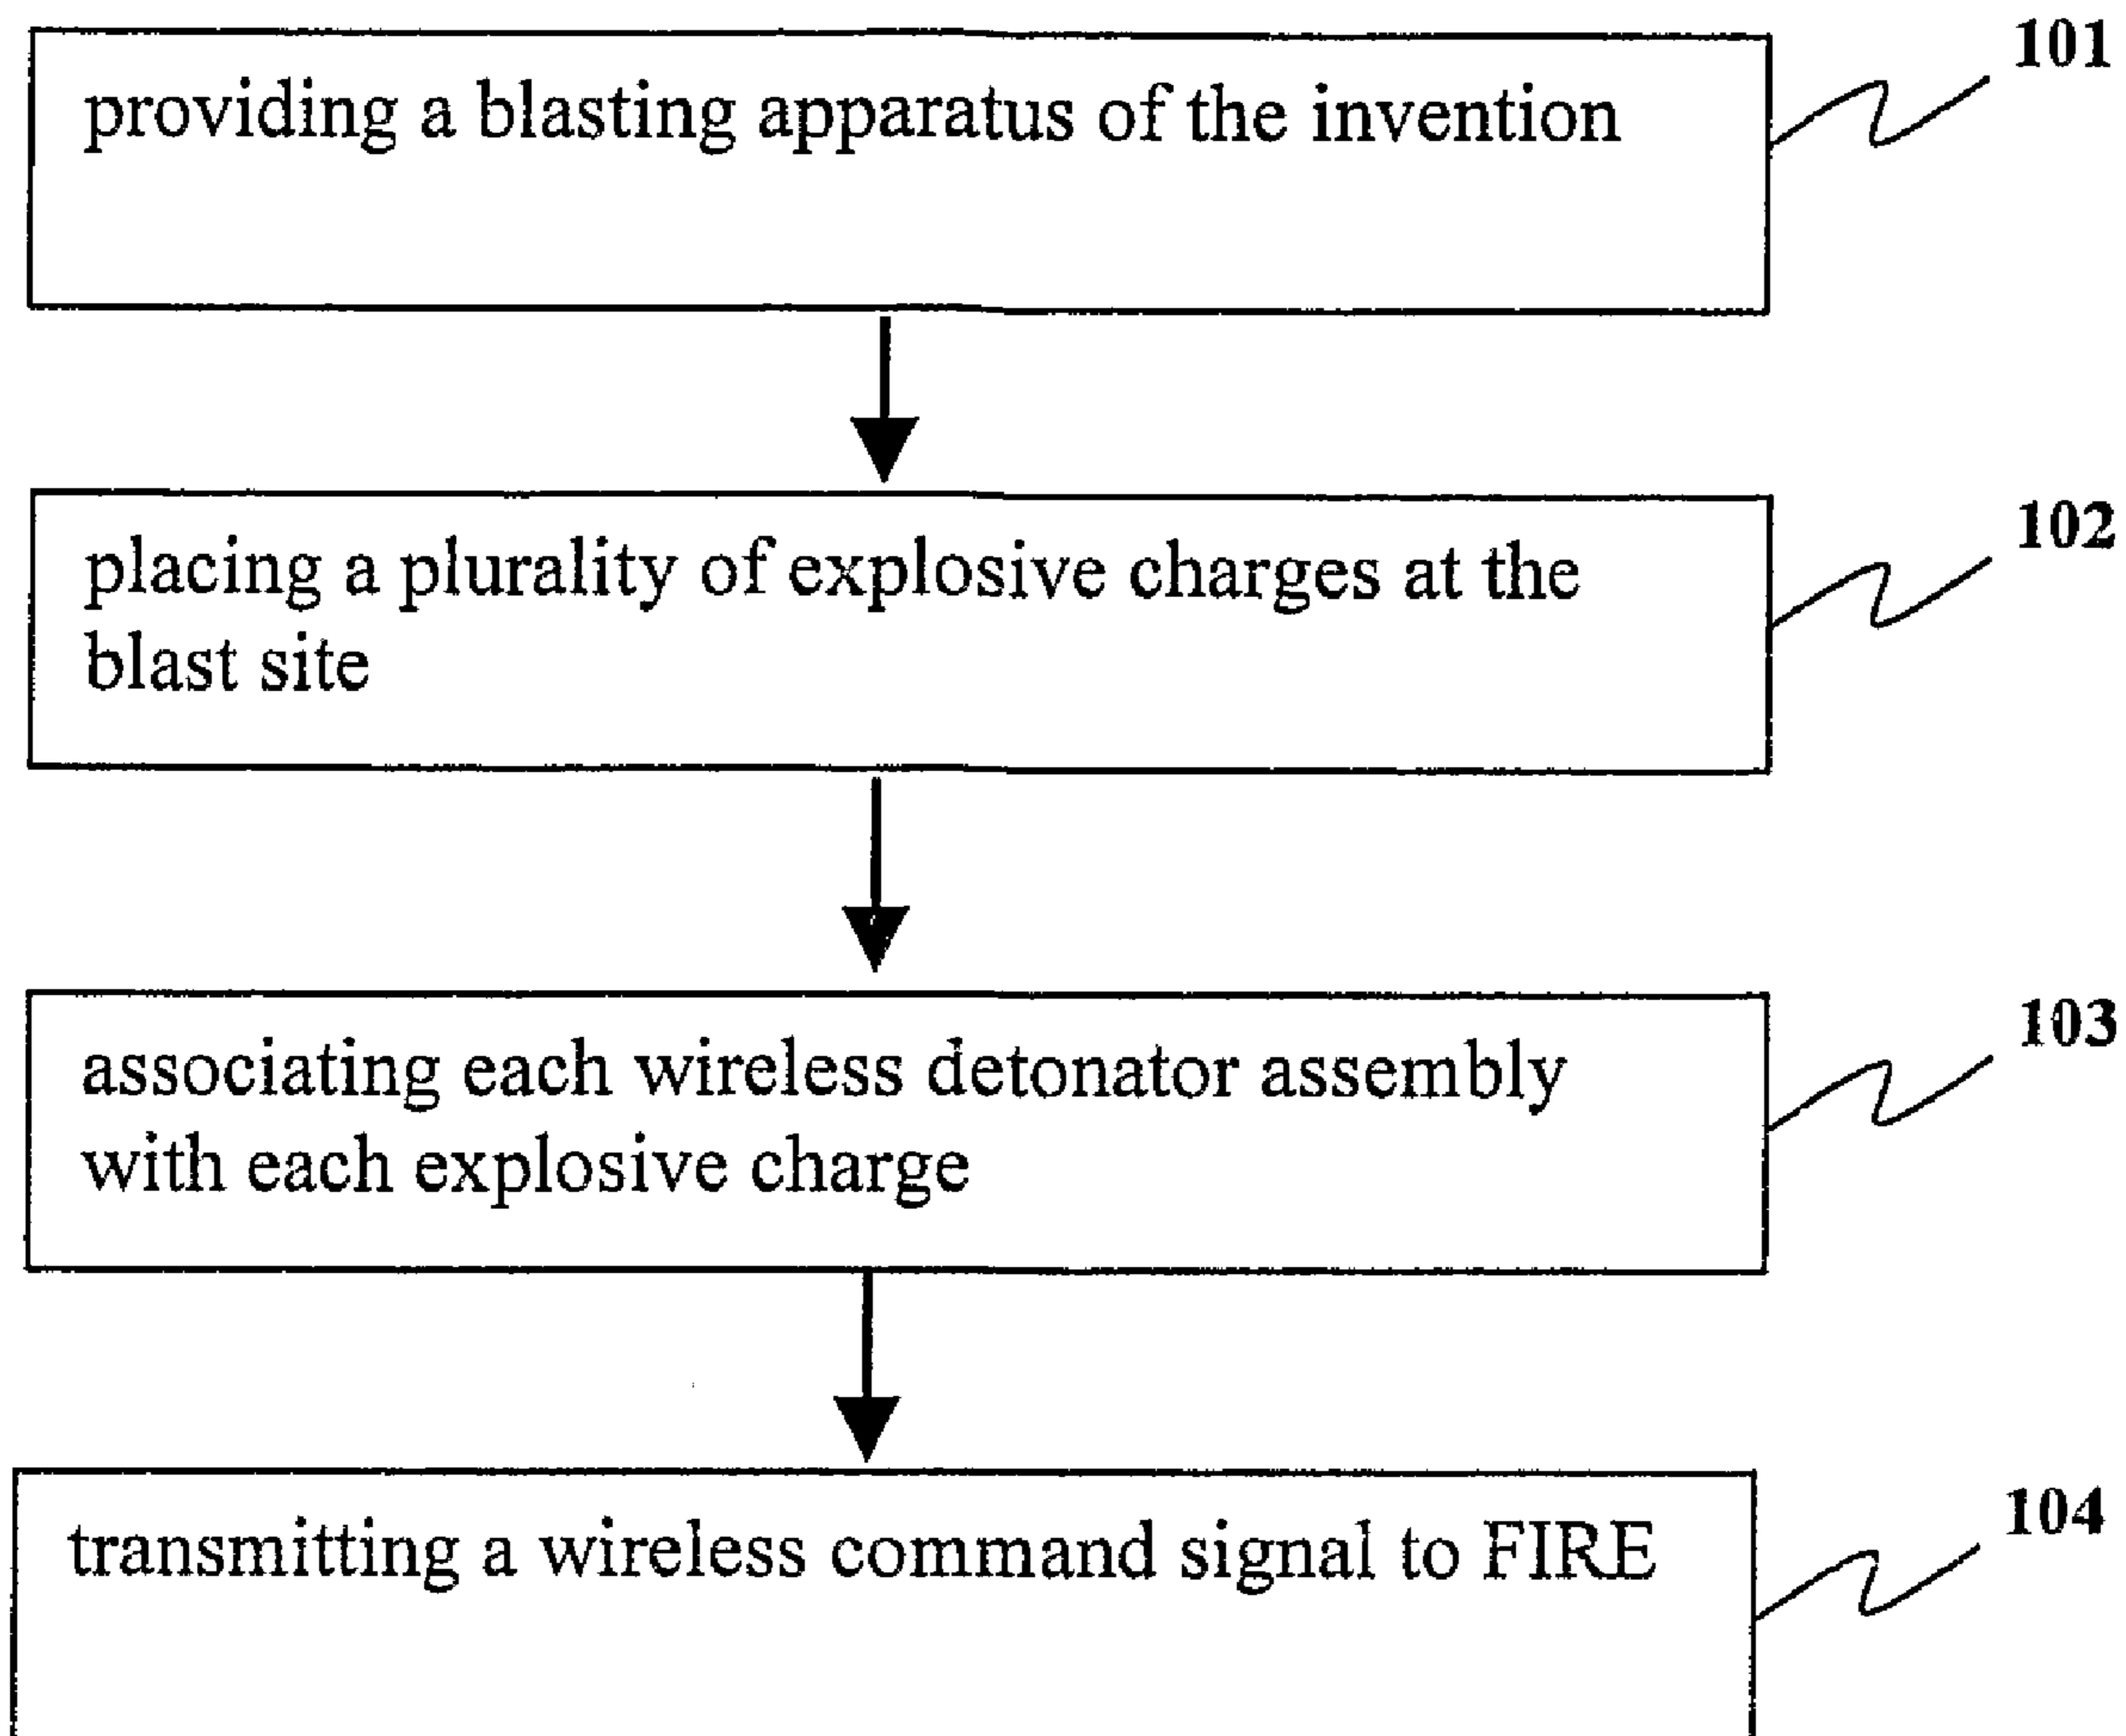 101
providing a blasting apparatus of the invention
102
placing a plurality of explosive charges at the
blast site
103
associating each wireless detonator assembly
with each explosive charge
104
transmitting a wireless command signal to FIRE